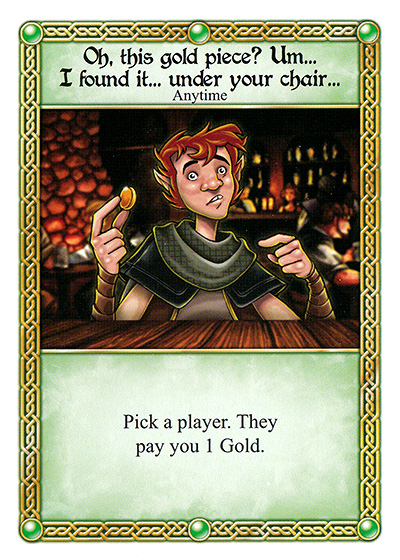 Oh, this gold piece? Um...
I found it... under your chair...
Anytime
Pick a player. They
pay you 1 Gold.